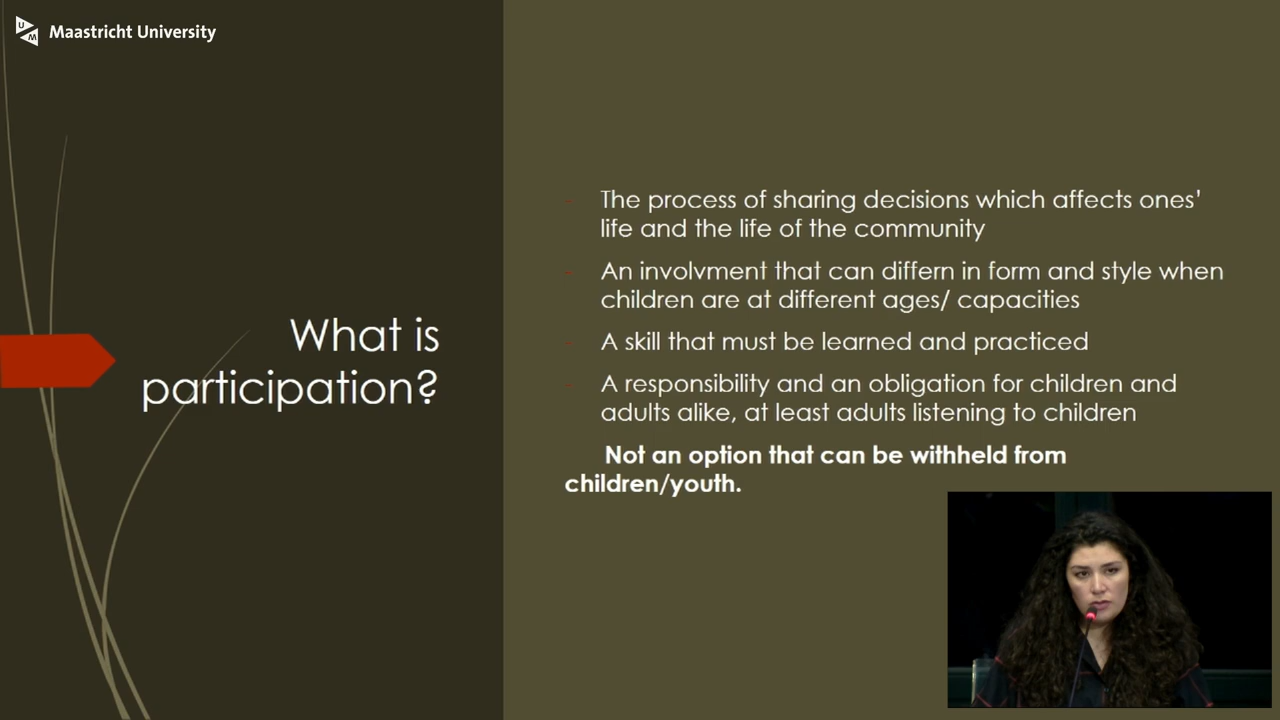 UM
Maastricht University
What is
participation?
- The process of sharing decisions which affects ones'
life and the life of the community
- An involvment that can differn in form and style when
children are at different ages/ capacities
- A skill that must be learned and practiced
- A responsibility and an obligation for children and
adults alike, at least adults listening to children
Not an option that can be withheld from
children/youth.